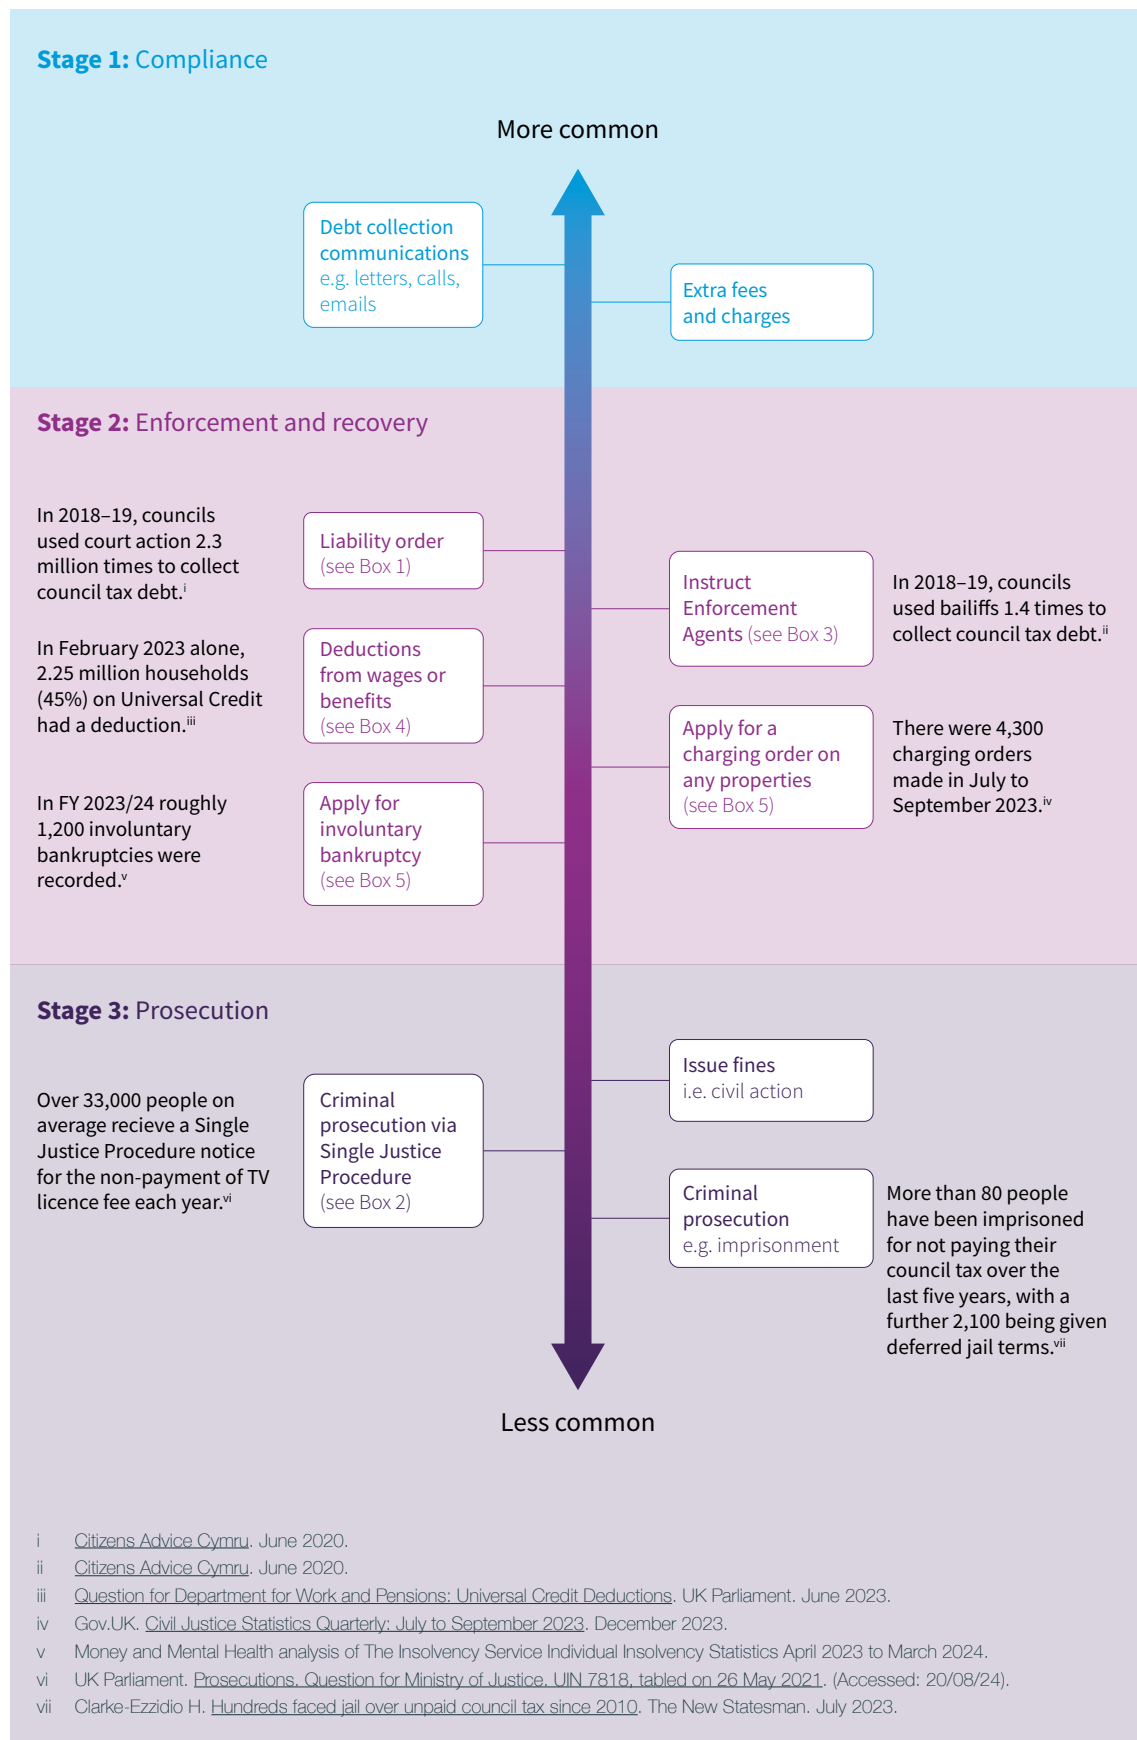 Stage 1: Compliance
More common
Debt collection
communications
e.g. letters, calls,
emails
Extra fees
and charges
Stage 2: Enforcement and recovery
In 2018–19, councils
used court action 2.3
million times to collect
council tax debt.i
Liability order
(see Box 1)
Instruct
Enforcement
Agents (see Box 3)
In 2018–19, councils
used bailiffs 1.4 times to
collect council tax debt.ii
In February 2023 alone,
2.25 million households
(45%) on Universal Credit
had a deduction.iii
Deductions
from wages or
benefits
(see Box 4)
Apply for a
charging order on
any properties
(see Box 5)
There were 4,300
charging orders
made in July to
September 2023.iv
In FY 2023/24 roughly
1,200 involuntary
bankruptcies were
recorded.v
Apply for
involuntary
bankruptcy
(see Box 5)
Stage 3: Prosecution
Issue fines
i.e. civil action
Over 33,000 people on
average recieve a Single
Justice Procedure notice
for the non-payment of TV
licence fee each year.vi
Criminal
prosecution via
Single Justice
Procedure
(see Box 2)
Criminal
prosecution
e.g. imprisonment
More than 80 people
have been imprisoned
for not paying their
council tax over the
last five years, with a
further 2,100 being given
deferred jail terms.vii
Less common
i Citizens Advice Cymru. June 2020.
ii Citizens Advice Cymru. June 2020.
iii Question for Department for Work and Pensions: Universal Credit Deductions. UK Parliament. June 2023.
iv Gov.UK. Civil Justice Statistics Quarterly: July to September 2023. December 2023.
v Money and Mental Health analysis of The Insolvency Service Individual Insolvency Statistics April 2023 to March 2024.
vi UK Parliament. Prosecutions. Question for Ministry of Justice. UIN 7818, tabled on 26 May 2021. (Accessed: 20/08/24).
vii Clarke-Ezzidio H. Hundreds faced jail over unpaid council tax since 2010. The New Statesman. July 2023.